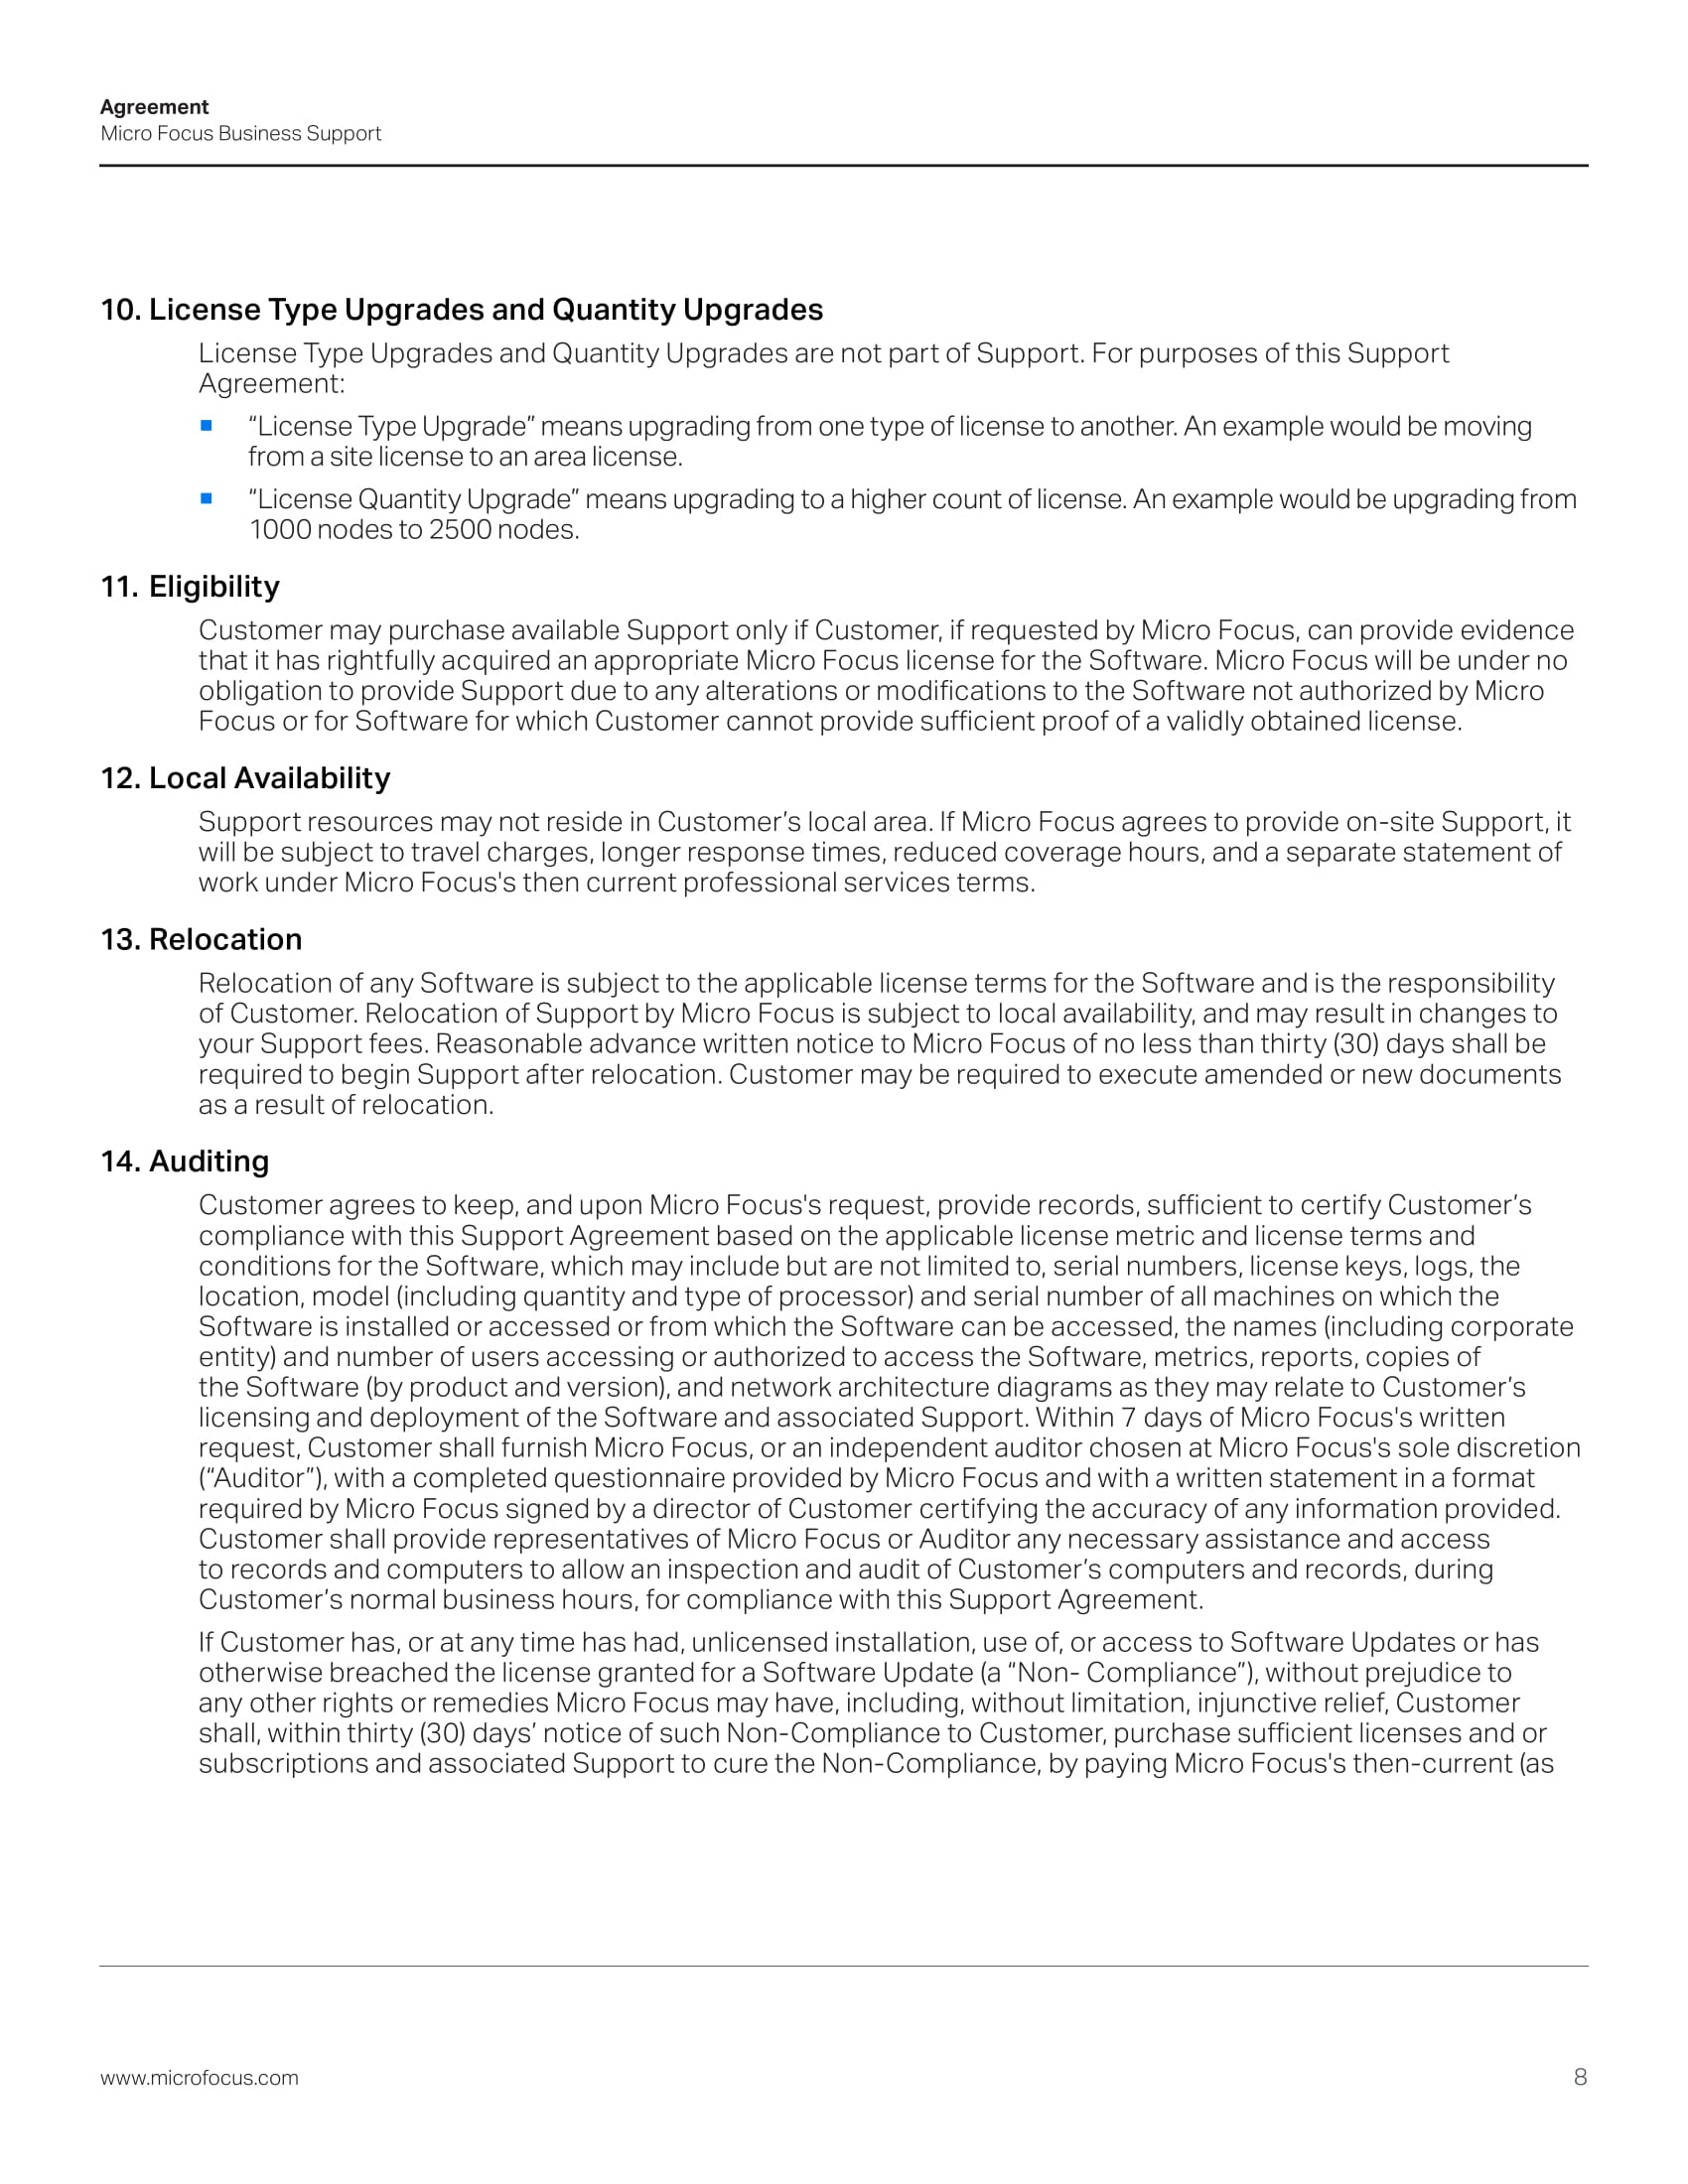 Agreement
Micro Focus Business Support
10. License Type Upgrades and Quantity Upgrades
License Type Upgrades and Quantity Upgrades are not part of Support. For purposes of this Support
Agreement:
“License Type Upgrade” means upgrading from one type of license to another. An example would be moving
from a site license to an area license.
“License Quantity Upgrade” means upgrading to a higher count of license. An example would be upgrading from
1000 nodes to 2500 nodes.
11. Eligibility
Customer may purchase available Support only if Customer, if requested by Micro Focus, can provide evidence
that it has rightfully acquired an appropriate Micro Focus license for the Software. Micro Focus will be under no
obligation to provide Support due to any alterations or modifications to the Software not authorized by Micro
Focus or for Software for which Customer cannot provide sufficient proof of a validly obtained license.
12. Local Availability
Support resources may not reside in Customer’s local area. If Micro Focus agrees to provide on-site Support, it
will be subject to travel charges, longer response times, reduced coverage hours, and a separate statement of
work under Micro Focus's then current professional services terms.
13. Relocation
Relocation of any Software is subject to the applicable license terms for the Software and is the responsibility
of Customer. Relocation of Support by Micro Focus is subject to local availability, and may result in changes to
your Support fees. Reasonable advance written notice to Micro Focus of no less than thirty (30) days shall be
required to begin Support after relocation. Customer may be required to execute amended or new documents
as a result of relocation.
14. Auditing
Customer agrees to keep, and upon Micro Focus's request, provide records, sufficient to certify Customer’s
compliance with this Support Agreement based on the applicable license metric and license terms and
conditions for the Software, which may include but are not limited to, serial numbers, license keys, logs, the
location, model (including quantity and type of processor) and serial number of all machines on which the
Software is installed or accessed or from which the Software can be accessed, the names (including corporate
entity) and number of users accessing or authorized to access the Software, metrics, reports, copies of
the Software (by product and version), and network architecture diagrams as they may relate to Customer’s
licensing and deployment of the Software and associated Support. Within 7 days of Micro Focus's written
request, Customer shall furnish Micro Focus, or an independent auditor chosen at Micro Focus's sole discretion
(“Auditor”), with a completed questionnaire provided by Micro Focus and with a written statement in a format
required by Micro Focus signed by a director of Customer certifying the accuracy of any information provided.
Customer shall provide representatives of Micro Focus or Auditor any necessary assistance and access
to records and computers to allow an inspection and audit of Customer’s computers and records, during
Customer’s normal business hours, for compliance with this Support Agreement.
If Customer has, or at any time has had, unlicensed installation, use of, or access to Software Updates or has
otherwise breached the license granted for a Software Update (a “Non- Compliance”), without prejudice to
any other rights or remedies Micro Focus may have, including, without limitation, injunctive relief, Customer
shall, within thirty (30) days’ notice of such Non-Compliance to Customer, purchase sufficient licenses and or
subscriptions and associated Support to cure the Non-Compliance, by paying Micro Focus's then-current (as
www.microfocus.com
8